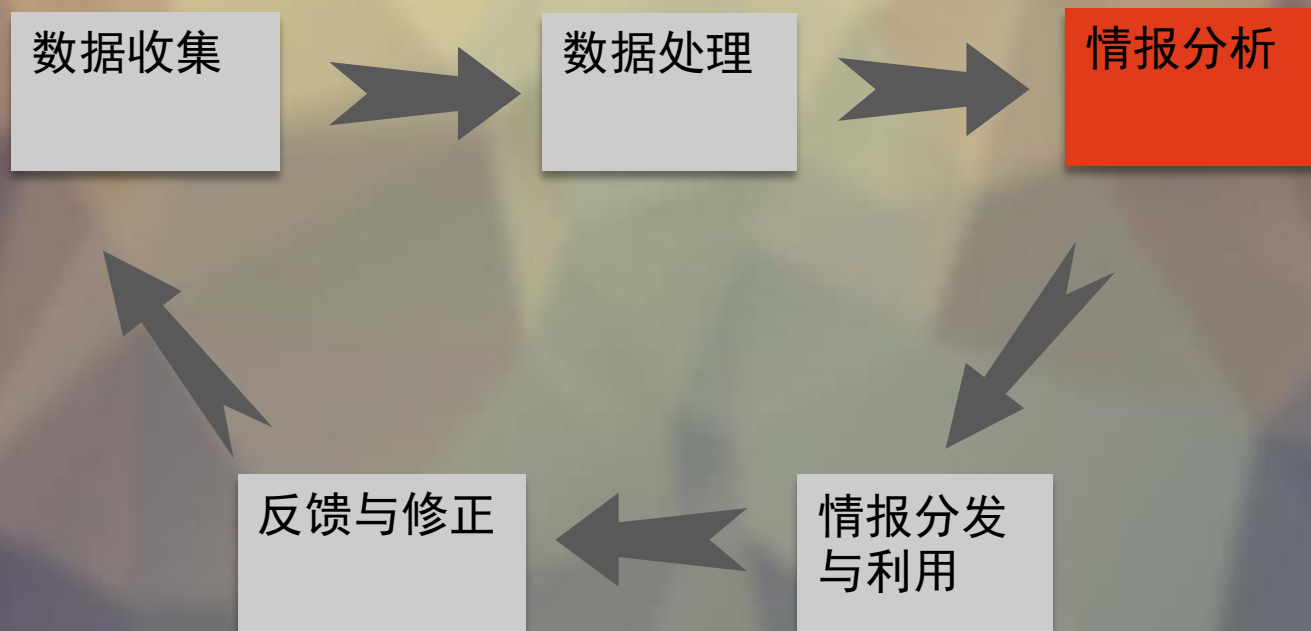 数据收集
数据处理
情报分析
反馈与修正
情报分发
与利用